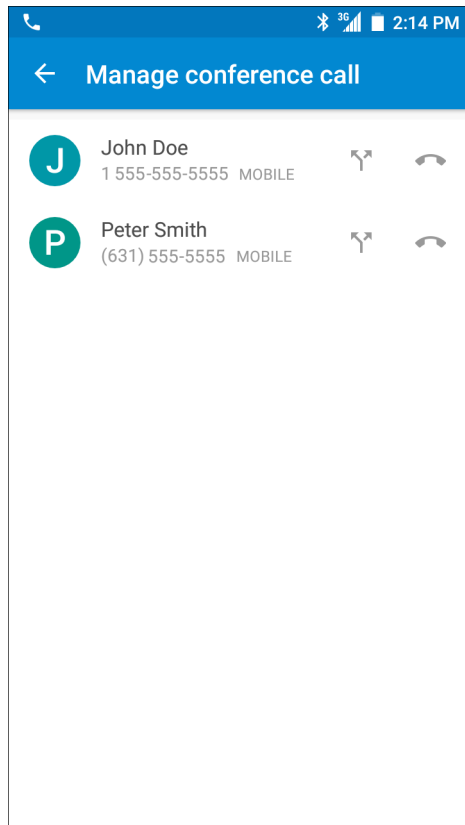 3G 2:14 PM
Manage conference call
J
John Doe
1 555-555-5555 MOBILE
P
Peter Smith
(631) 555-5555 MOBILE